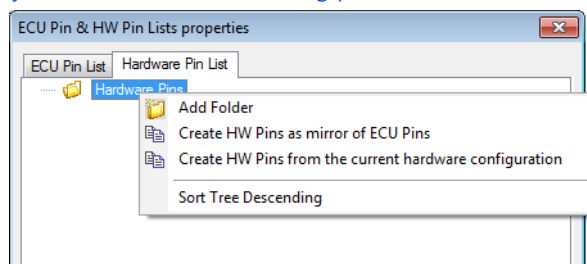 ECU Pin & HW Pin Lists properties
ECU Pin List Hardware Pin List
Hardware Pins
Add Folder
Create HW Pins as mirror of ECU Pins
Create HW Pins from the current hardware configuration
Sort Tree Descending